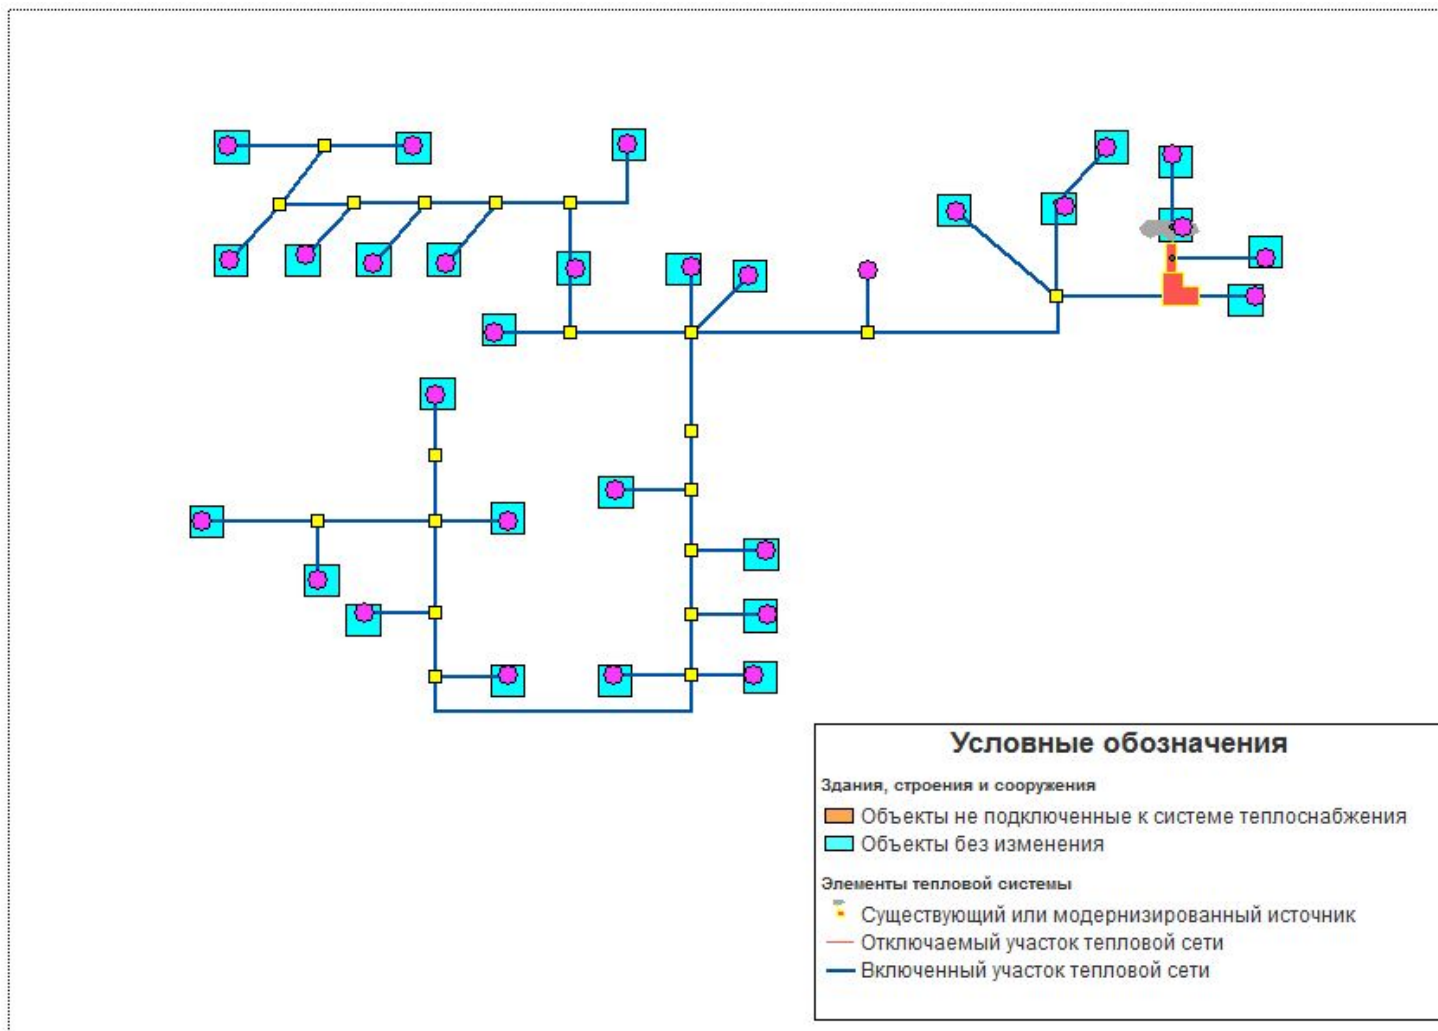 Условные обозначения
Здания, строения и сооружения
Объекты не подключенные к системе теплоснабжения
Объекты без изменения
Элементы тепловой системы
Существующий или модернизированный источник
Отключаемый участок тепловой сети
Включенный участок тепловой сети